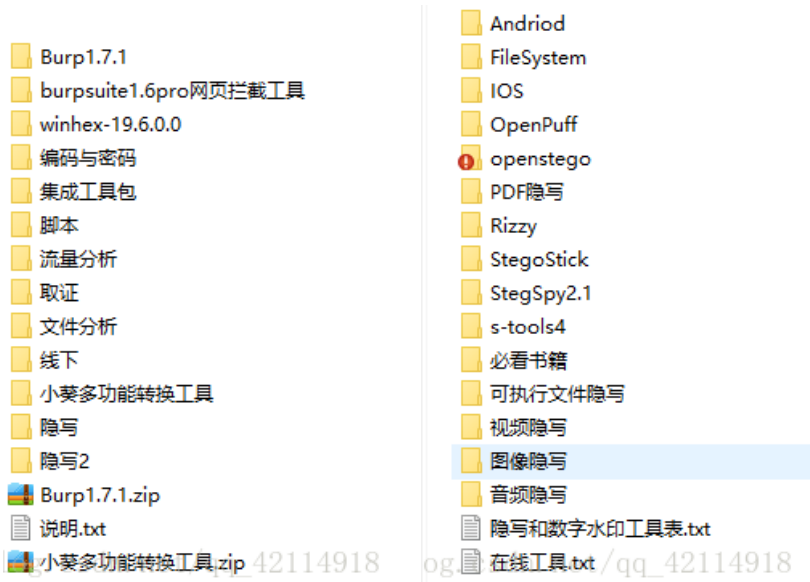 Burp1.7.1
burpsuite1.6pro网页拦截工具
winhex-19.6.0.0
编码与密码
集成工具包
脚本
流量分析
取证
文件分析
线下
小葵多功能转换工具
隐写
隐写2
Burp1.7.1.zip
说明.txt
小葵多功能转换工具.zip
Andriod
FileSystem
IOS
OpenPuff
openstego
PDF隐写
Rizzy
StegoStick
StegSpy2.1
s-tools4
必看书籍
可执行文件隐写
视频隐写
图像隐写
音频隐写
隐写和数字水印工具表.txt
在线工具.txt
/qq_42114918
og.
/qq_42114918